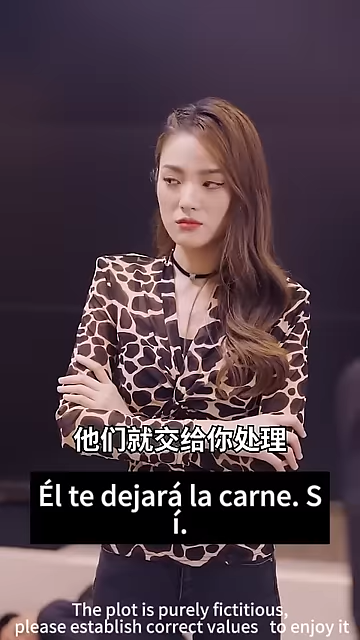 他们就交给你处理
Él te dejará la carne. S
í.
The plot is purely fictitious,
please establish correct values to enjoy it